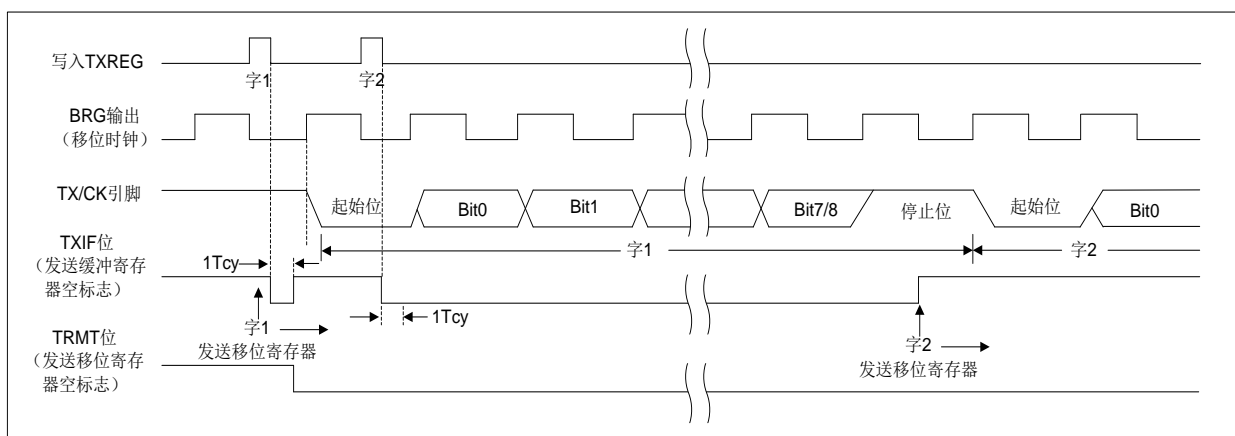 写入TXREG
字1
字2
BRG输出
（移位时钟）
TX/CK引脚
起始位
Bit0
Bit1
Bit7/8
停止位
起始位
Bit0
字1
字2
TXIF位
（发送缓冲寄存
器空标志）
1Tcy
1Tcy
字1
发送移位寄存器
字2
发送移位寄存器
TRMT位
（发送移位寄存
器空标志）